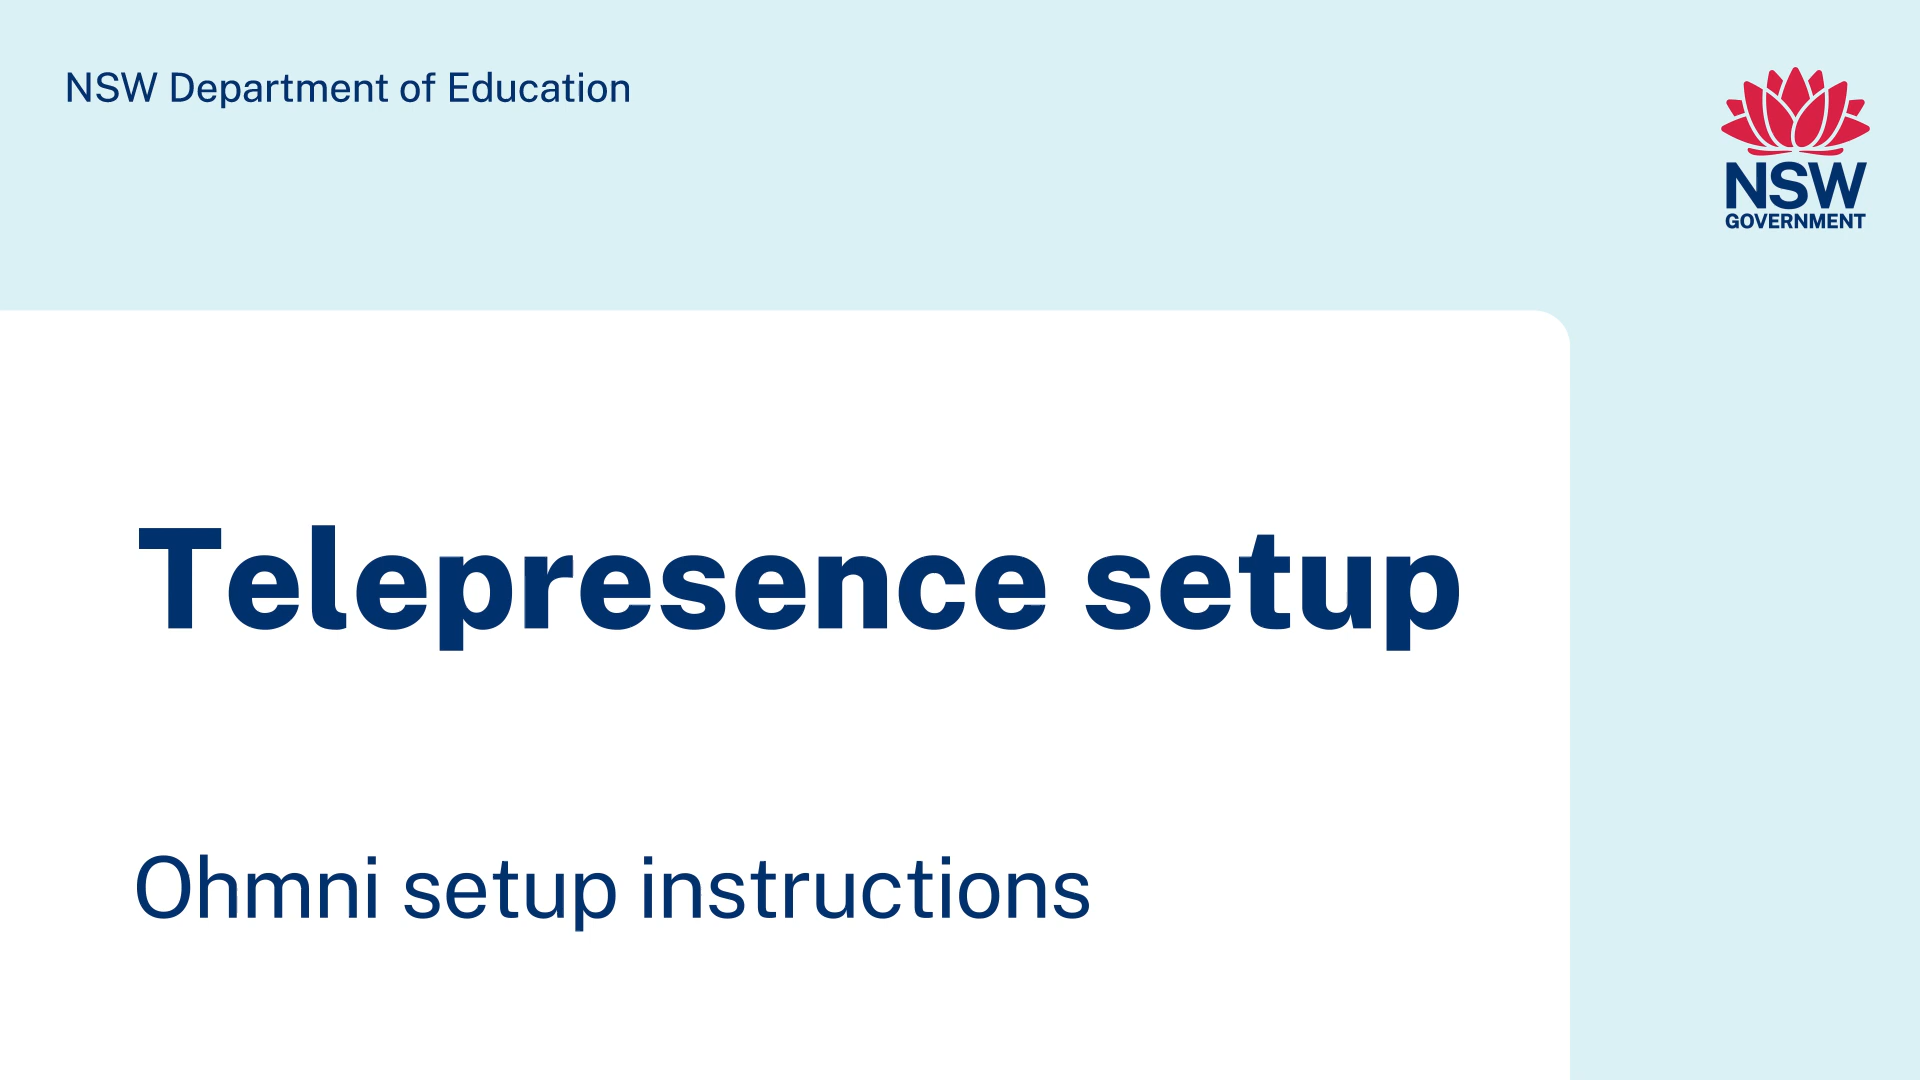 NSW Department of Education
NSW
GOVERNMENT
Telepresence setup
Ohmni setup instructions